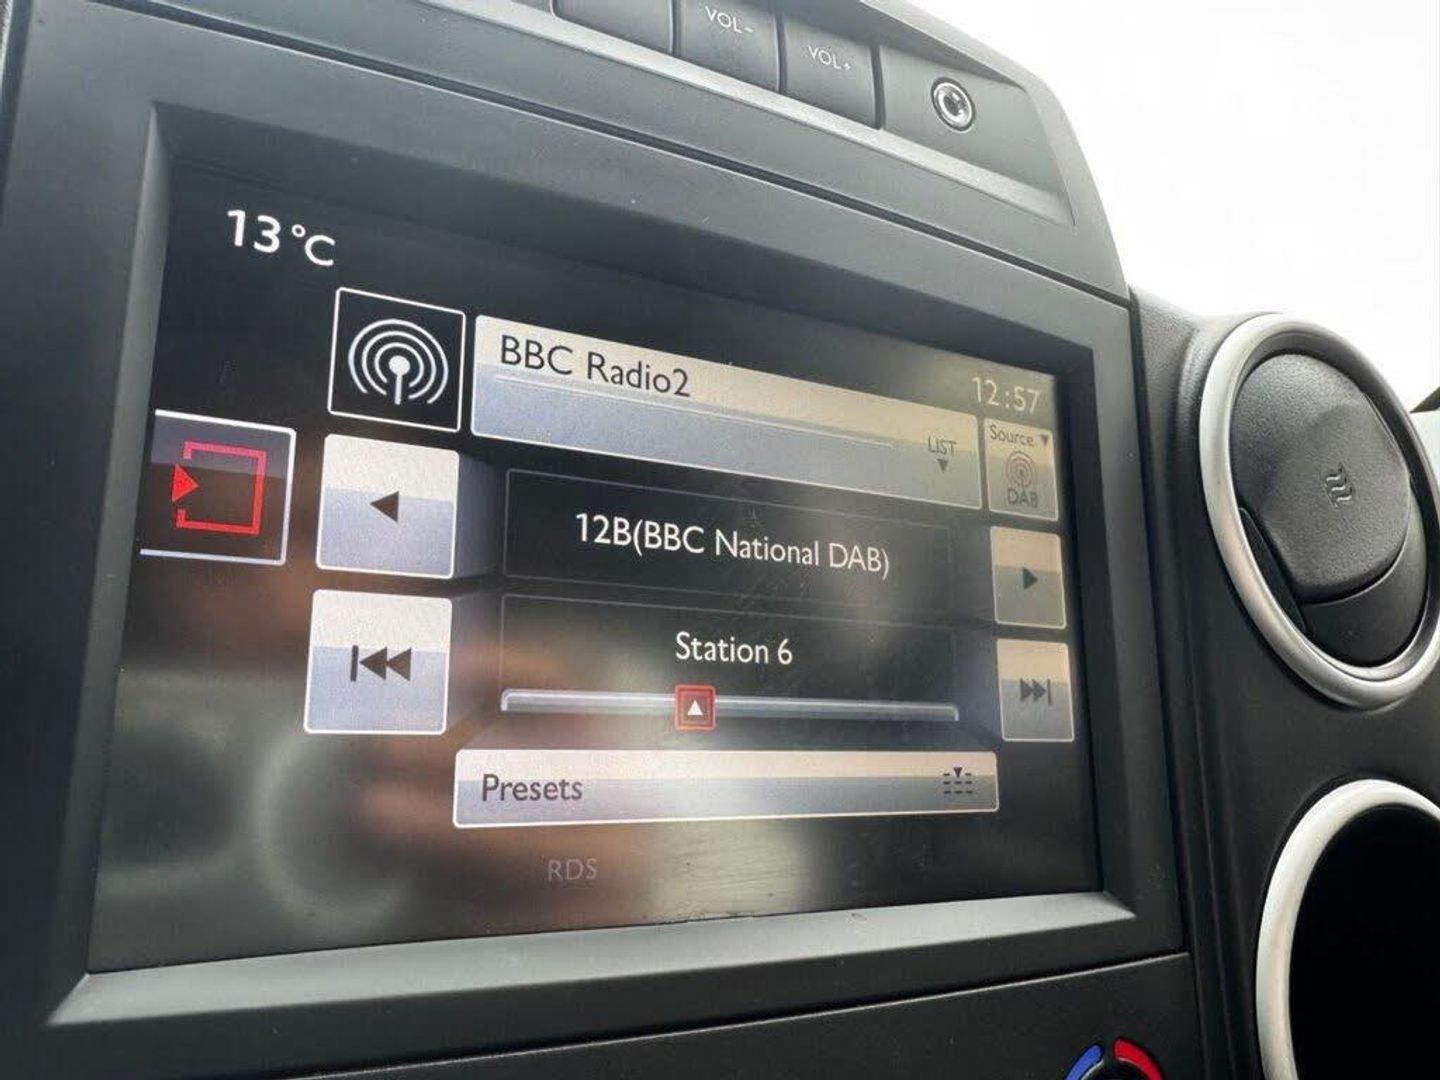 VOL-
VOL+
13°C
BBC Radio2
12:57
LIST
Source
DAB
12B(BBC National DAB)
Station 6
Presets
RDS